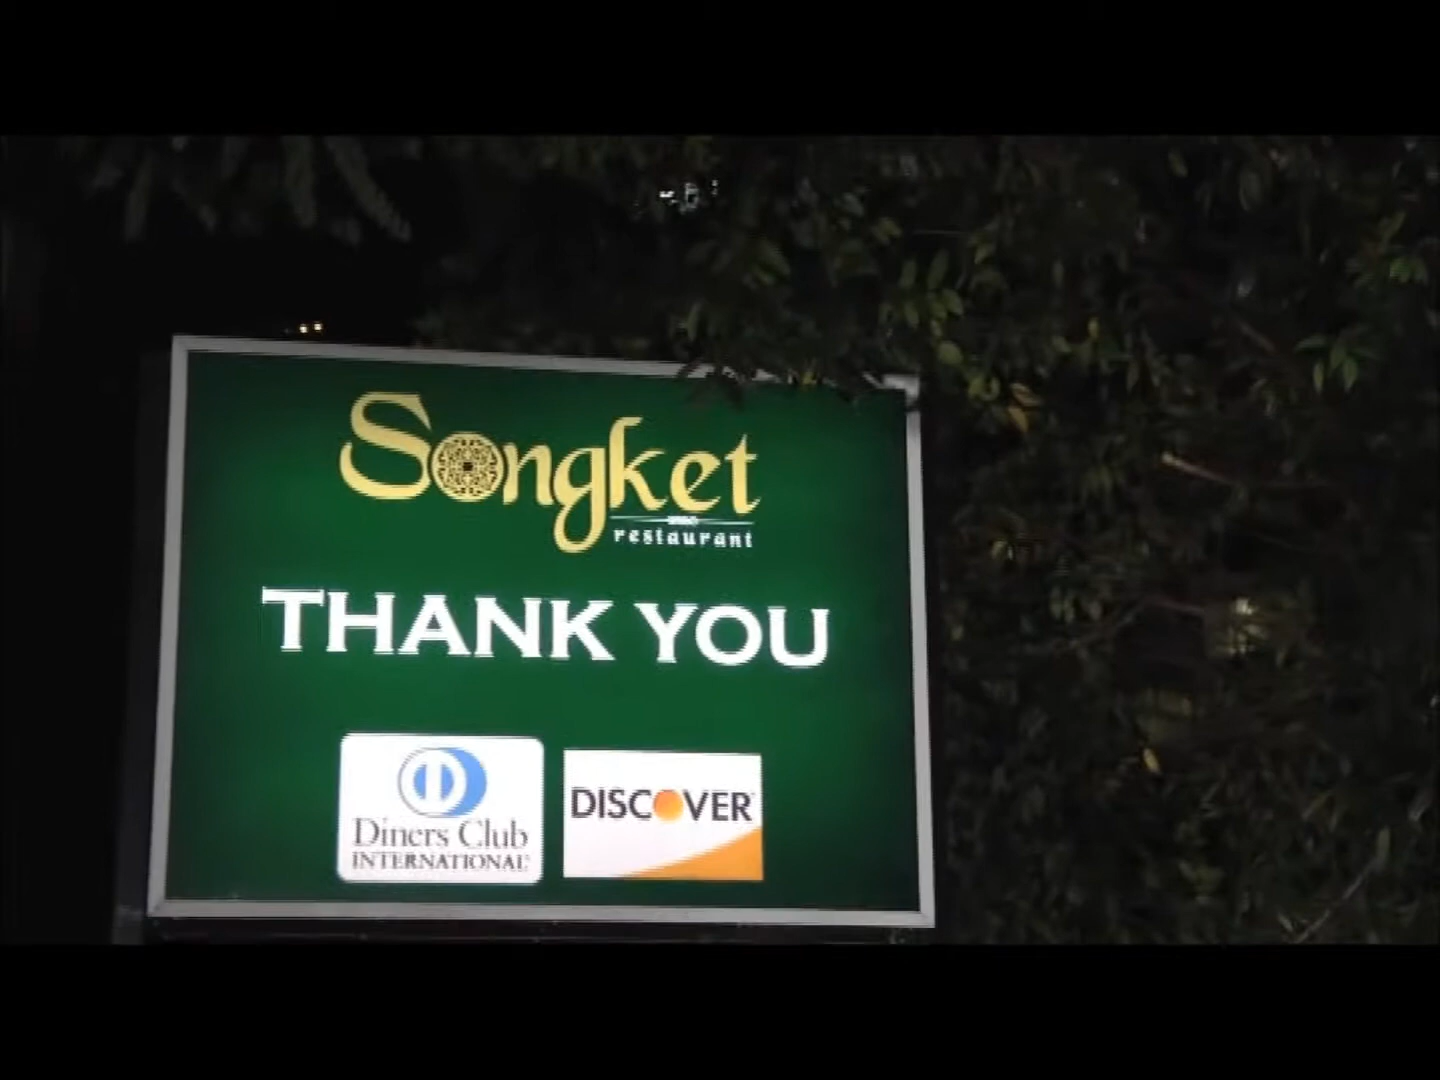 Songket
restaurant
THANK YOU
Diners Club
INTERNATIONAL
DISCOVER